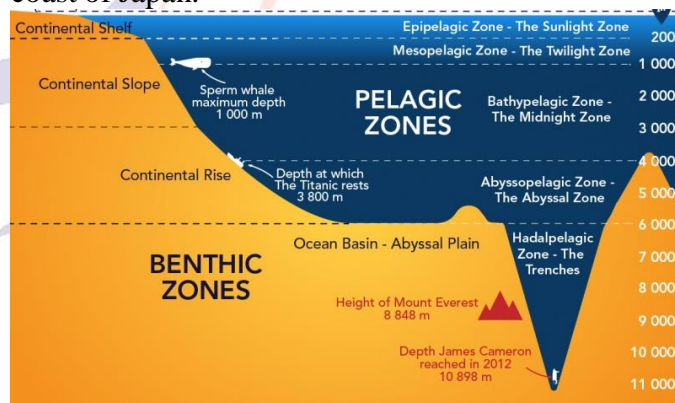 coast of Japan.
Continental Shelf
Epipelagic Zone - The Sunlight Zone
200
Mesopelagic Zone - The Twilight Zone
1 000
Continental Slope
Sperm whale
maximum depth
1 000 m
PELAGIC
ZONES
Bathypelagic Zone -
The Midnight Zone
2 000
3 000
4 000
Continental Rise
Depth at which
The Titanic rests
3 800 m
Abyssopelagic Zone -
The Abyssal Zone
5 000
6 000
Ocean Basin - Abyssal Plain
Hadalpelagic
Zone - The
Trenches
7 000
BENTHIC
ZONES
8 000
Height of Mount Everest
8 848 m
9 000
10 000
Depth James Cameron
reached in 2012
10 898 m
11 000